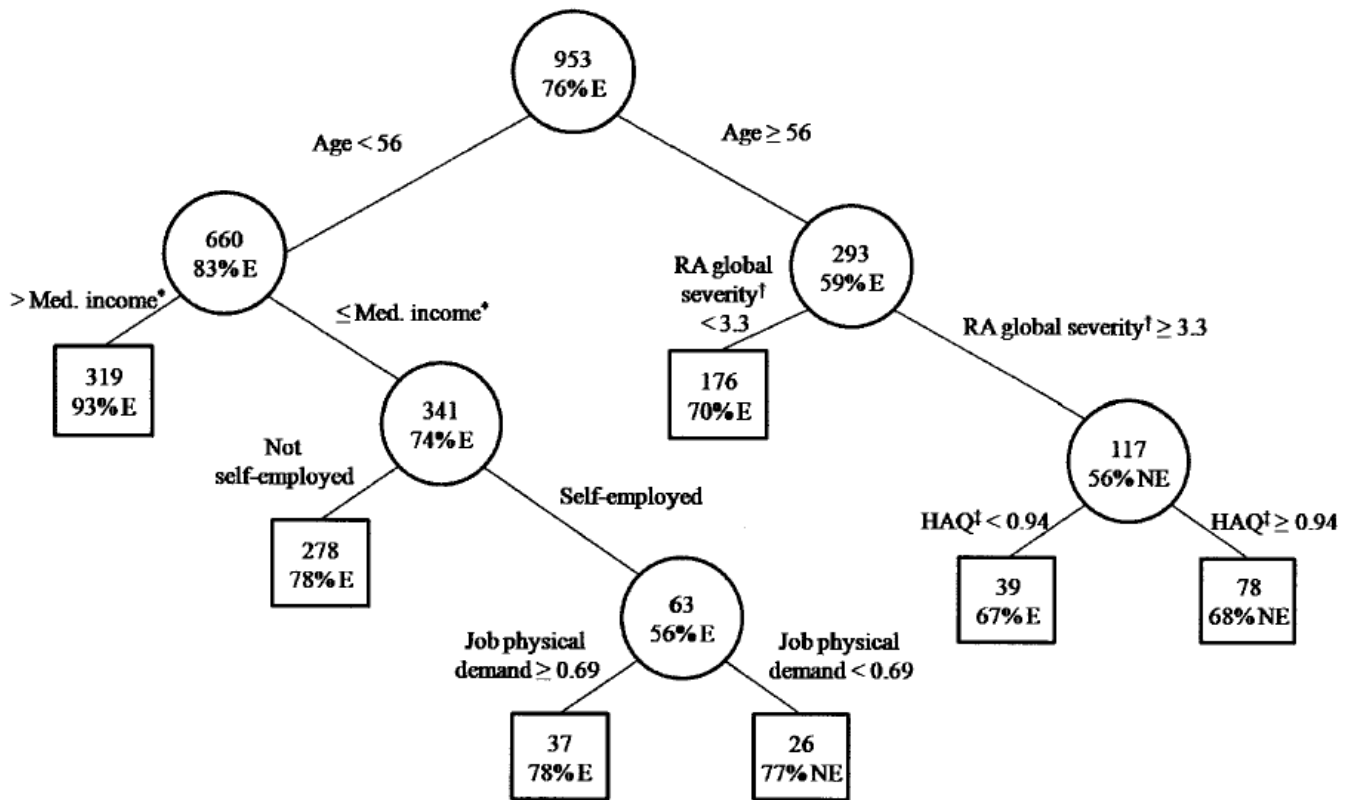 953
76% E
Age < 56
Age ≥ 56
660
83% E
RA global
severity†
< 3.3
293
59% E
> Med. income*
≤ Med. income*
RA global severity† ≥ 3.3
319
93% E
341
74% E
176
70% E
117
56% NE
Not
self-employed
Self-employed
HAQ‡ < 0.94
HAQ‡ ≥ 0.94
278
78% E
63
56% E
39
67% E
78
68% NE
Job physical
demand ≥ 0.69
Job physical
demand < 0.69
37
78% E
26
77% NE